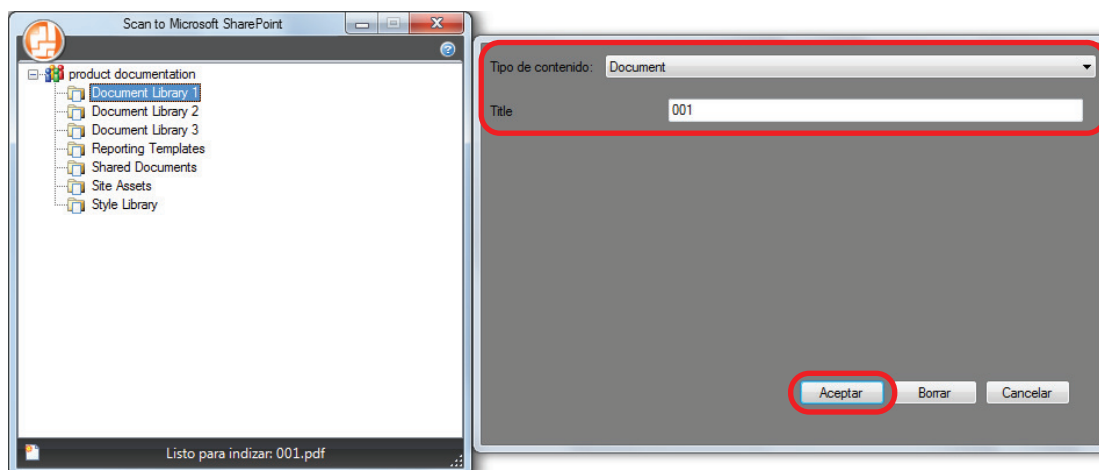 Scan to Microsoft SharePoint
product documentation
Document Library 1
Document Library 2
Document Library 3
Reporting Templates
Shared Documents
Site Assets
Style Library
Listo para indizar: 001.pdf
Tipo de contenido: Document
Title 001
Aceptar Borrar Cancelar